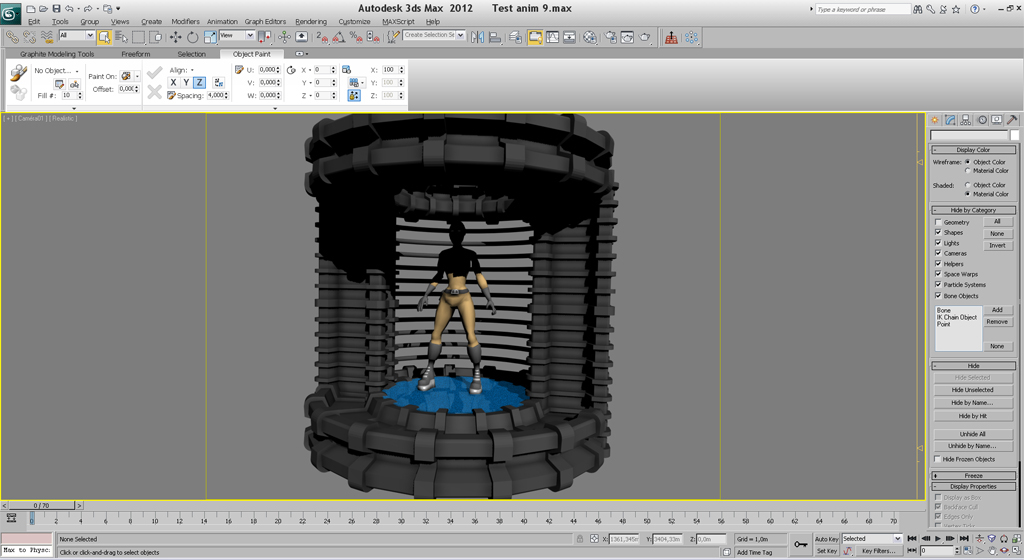 Autodesk 3ds Max 2012 Test anim 9.max
Type a keyword or phrase
Edit Tools Group Views Create Modifiers Animation Graph Editors Rendering Customize MAXScript Help
All View Create Selection Se
Graphite Modeling Tools Freeform Selection Object Paint
No Object... Paint On: Align: U: 0,000 X 0 X: 100
X Y Z V: 0,000 Y 0 Y: 100
Fill #: 10 Offset: 0,00 Spacing: 4,000 W: 0,000 Z 0 Z: 100
[ + ] [ Caméra01 ] [ Realistic ]
Display Color
Wireframe: Object Color
Material Color
Shaded: Object Color
Material Color
Hide by Category
Geometry All
Shapes None
Lights Invert
Cameras
Helpers
Space Warps
Particle Systems
Bone Objects
Bone Add
IK Chain Object Remove
Point
None
Hide
Hide Selected
Hide Unselected
Hide by Name...
Hide by Hit
Unhide All
Unhide by Name...
Hide Frozen Objects
Freeze
Display Properties
Display as Box
Backface Cull
Edges Only
Vertex Ticks
0 / 70
0 2 4 6 8 10 12 14 16 18 20 22 24 26 28 30 32 34 36 38 40 42 44 46 48 50 52 54 56 58 60 62 64 66 68 70
None Selected X: 1361,345m Y: 3404,33m Z: 0,0m Grid = 1,0m Auto Key Selected
Max to Physc: Click or click-and-drag to select objects Add Time Tag Set Key Key Filters... 0